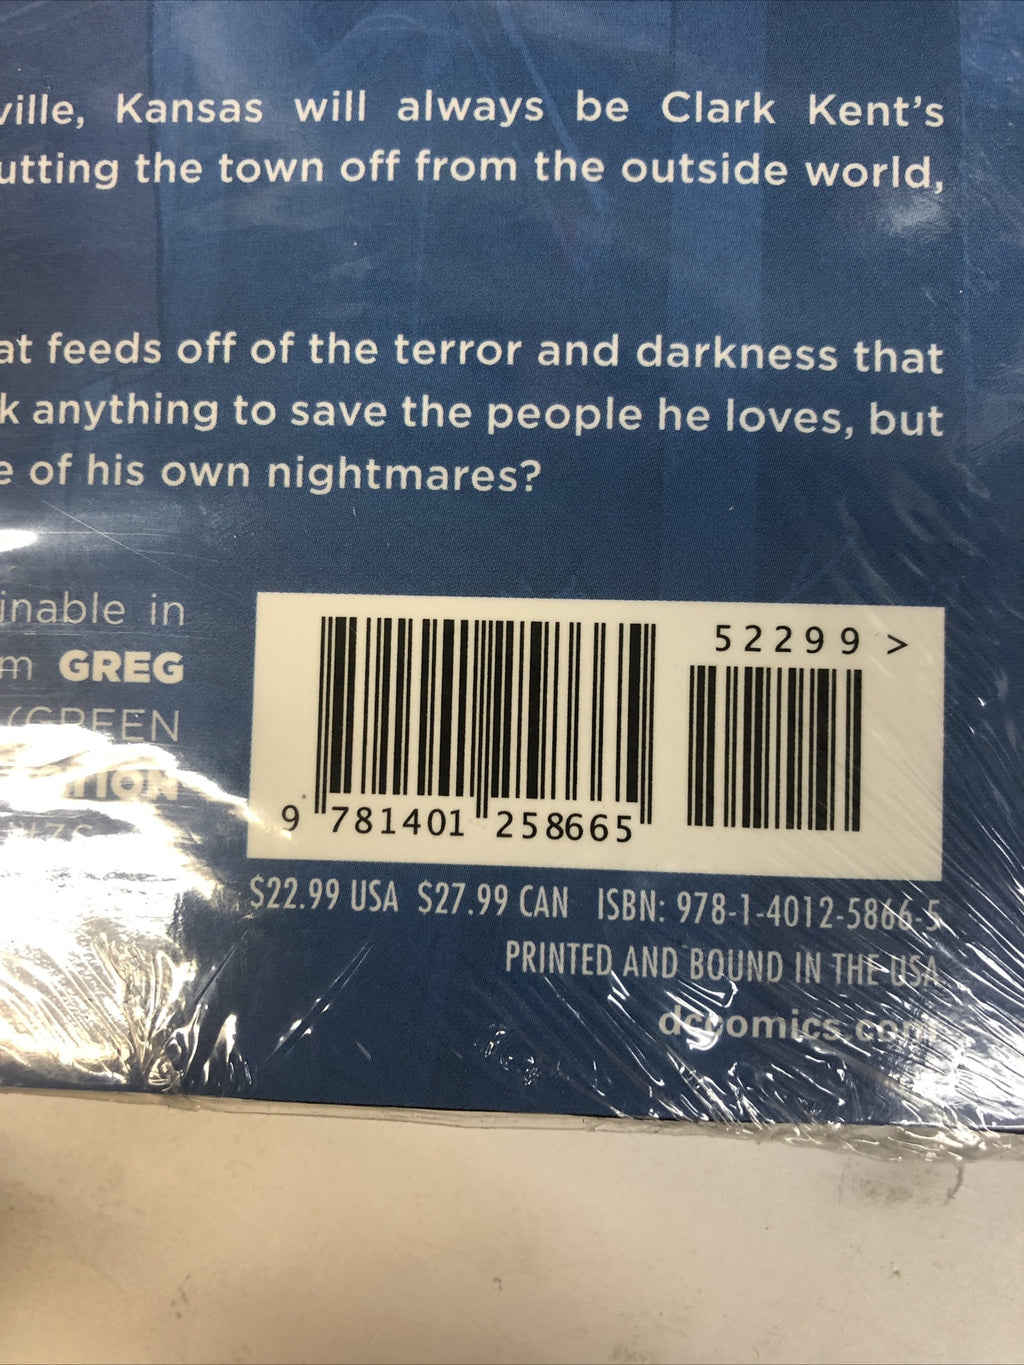 ville, Kansas will always be Clark Kent's
utting the town off from the outside world,
at feeds off of the terror and darkness that
k anything to save the people he loves, but
e of his own nightmares?
inable in
m GREG
(GREEN
52299 >
9 781401 258665
$22.99 USA $27.99 CAN ISBN: 978-1-4012-5866-5
PRINTED AND BOUND IN THE USA
dccomics.com